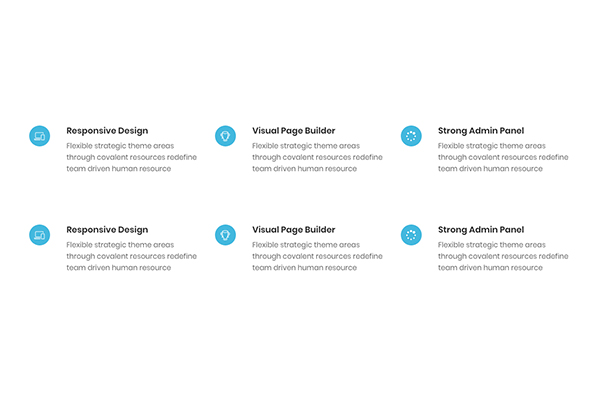 Responsive Design
Flexible strategic theme areas
through covalent resources redefine
team driven human resource
Visual Page Builder
Flexible strategic theme areas
through covalent resources redefine
team driven human resource
Strong Admin Panel
Flexible strategic theme areas
through covalent resources redefine
team driven human resource
Responsive Design
Flexible strategic theme areas
through covalent resources redefine
team driven human resource
Visual Page Builder
Flexible strategic theme areas
through covalent resources redefine
team driven human resource
Strong Admin Panel
Flexible strategic theme areas
through covalent resources redefine
team driven human resource